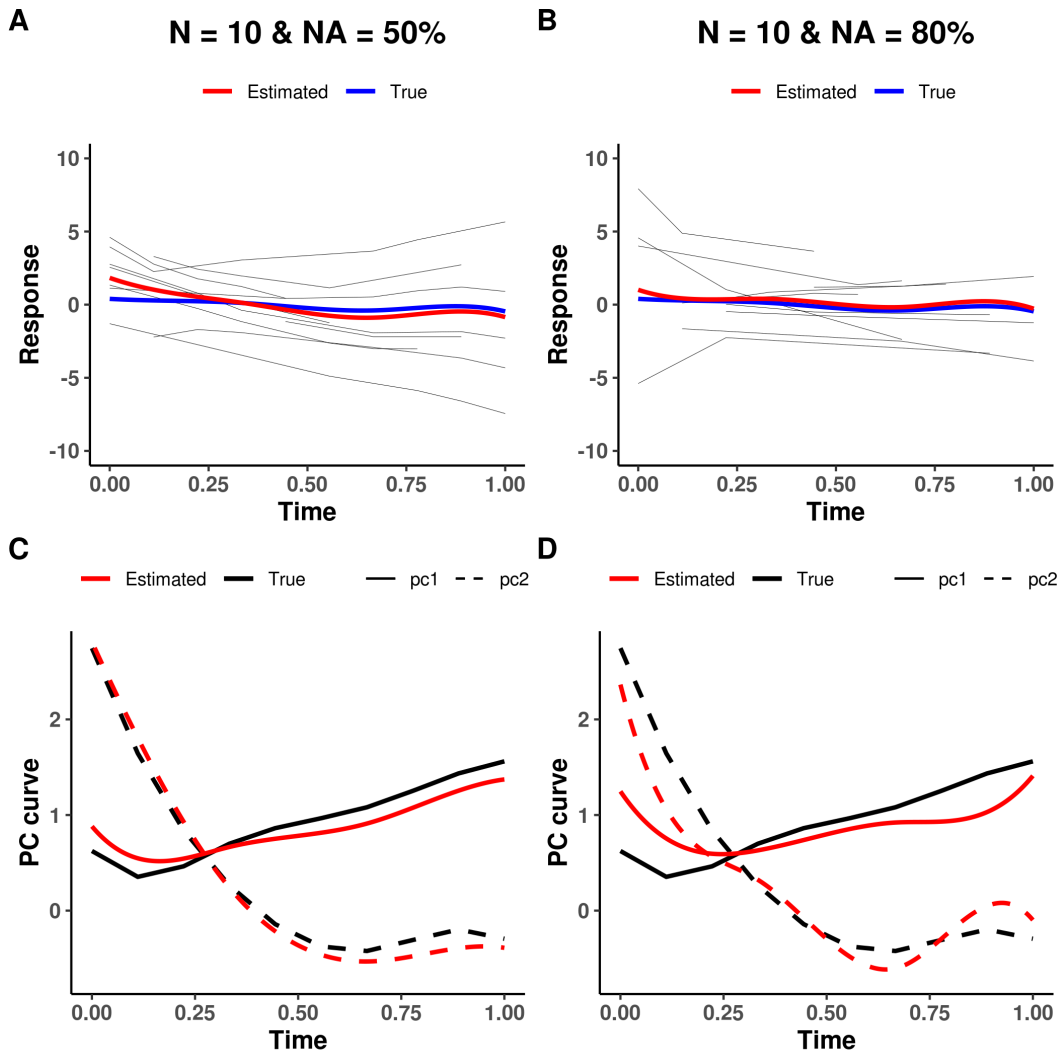 A
N = 10 & NA = 50%
Estimated True
Response
10
5
0
-5
-10
0.00 0.25 0.50 0.75 1.00
Time
B
N = 10 & NA = 80%
Estimated True
Response
10
5
0
-5
-10
0.00 0.25 0.50 0.75 1.00
Time
C
Estimated True pc1 pc2
PC curve
2
1
0
0.00 0.25 0.50 0.75 1.00
Time
D
Estimated True pc1 pc2
PC curve
2
1
0
0.00 0.25 0.50 0.75 1.00
Time